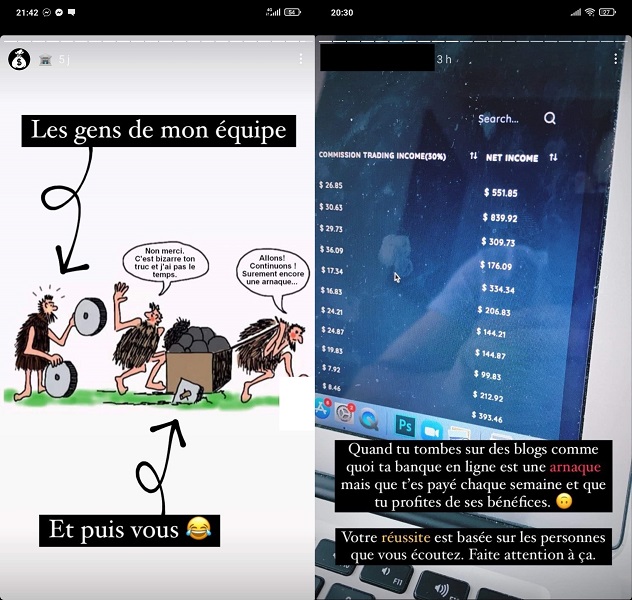 21:42
54
5 j
Les gens de mon équipe
Non merci.
C'est bizarre ton
truc et j'ai pas le
temps.
Allons!
Continuons !
Surement encore
une arnaque...
Et puis vous 😂
20:30
27
3 h
Search...
COMMISSION TRADING INCOME(30%)
NET INCOME
$ 26.85
$ 551.85
$ 30.63
$ 839.92
$ 29.73
$ 309.73
$ 36.09
$ 176.09
$ 17.34
$ 334.34
$ 16.83
$ 206.83
$ 24.21
$ 144.21
$ 24.87
$ 144.87
$ 19.83
$ 99.83
$ 7.92
$ 212.92
$ 8.46
$ 393.46
Ps
Quand tu tombes sur des blogs comme
quoi ta banque en ligne est une arnaque
mais que t'es payé chaque semaine et que
tu profites de ses bénéfices. 🙃
Votre réussite est basée sur les personnes
que vous écoutez. Faite attention à ça.
F11